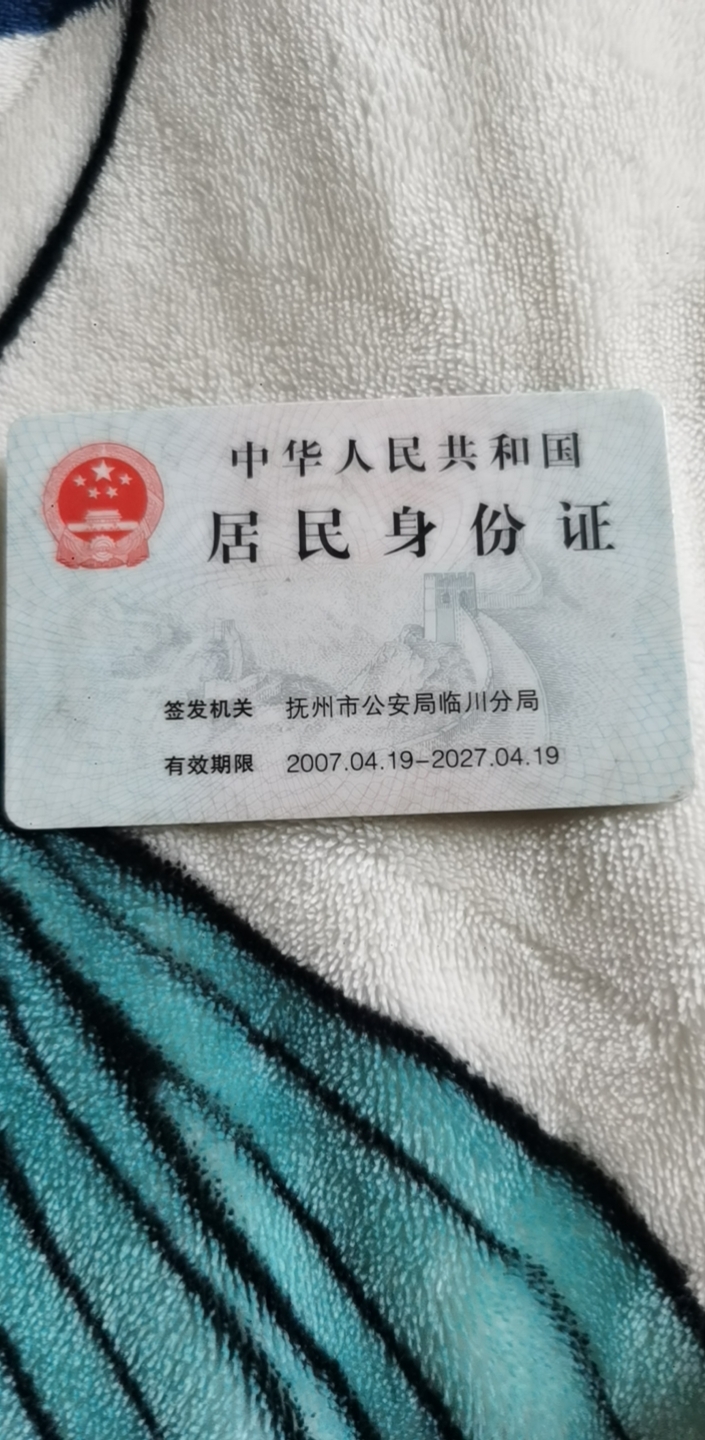 中华人民共和国
居民身份证
签发机关 抚州市公安局临川分局
有效期限 2007.04.19-2027.04.19